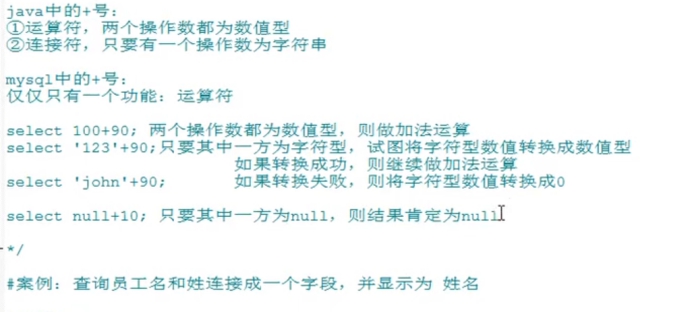 java中的+号：
①运算符，两个操作数都为数值型
②连接符，只要有一个操作数为字符串
mysql中的+号：
仅仅只有一个功能：运算符
select 100+90; 两个操作数都为数值型，则做加法运算
select '123'+90;只要其中一方为字符型，试图将字符型数值转换成数值型
如果转换成功，则继续做加法运算
select 'john'+90; 如果转换失败，则将字符型数值转换成0
select null+10; 只要其中一方为null，则结果肯定为null
*/
#案例：查询员工名和姓连接成一个字段，并显示为 姓名